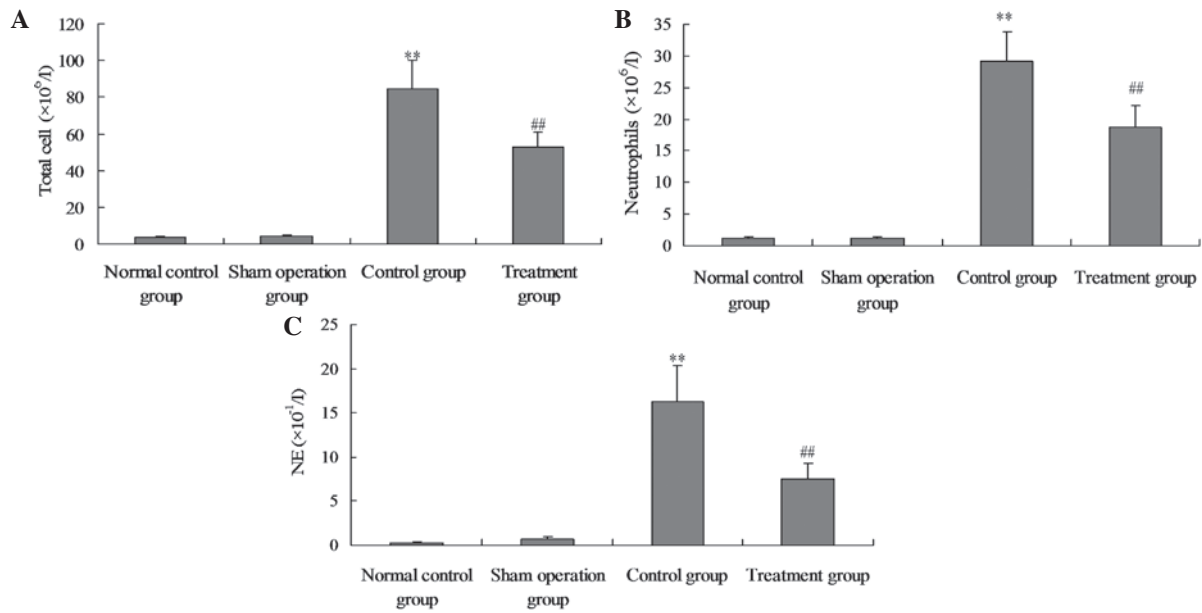 A
Total cell (×10⁶/l)
120
100
80
60
40
20
0
**
##
Normal control
group
Sham operation
group
Control group
Treatment
group
B
Neutrophils (×10⁶/l)
35
30
25
20
15
10
5
0
**
##
Normal control
group
Sham operation
group
Control group
Treatment group
C
NE (×10⁻¹/l)
25
20
15
10
5
0
**
##
Normal control
group
Sham operation
group
Control group
Treatment group